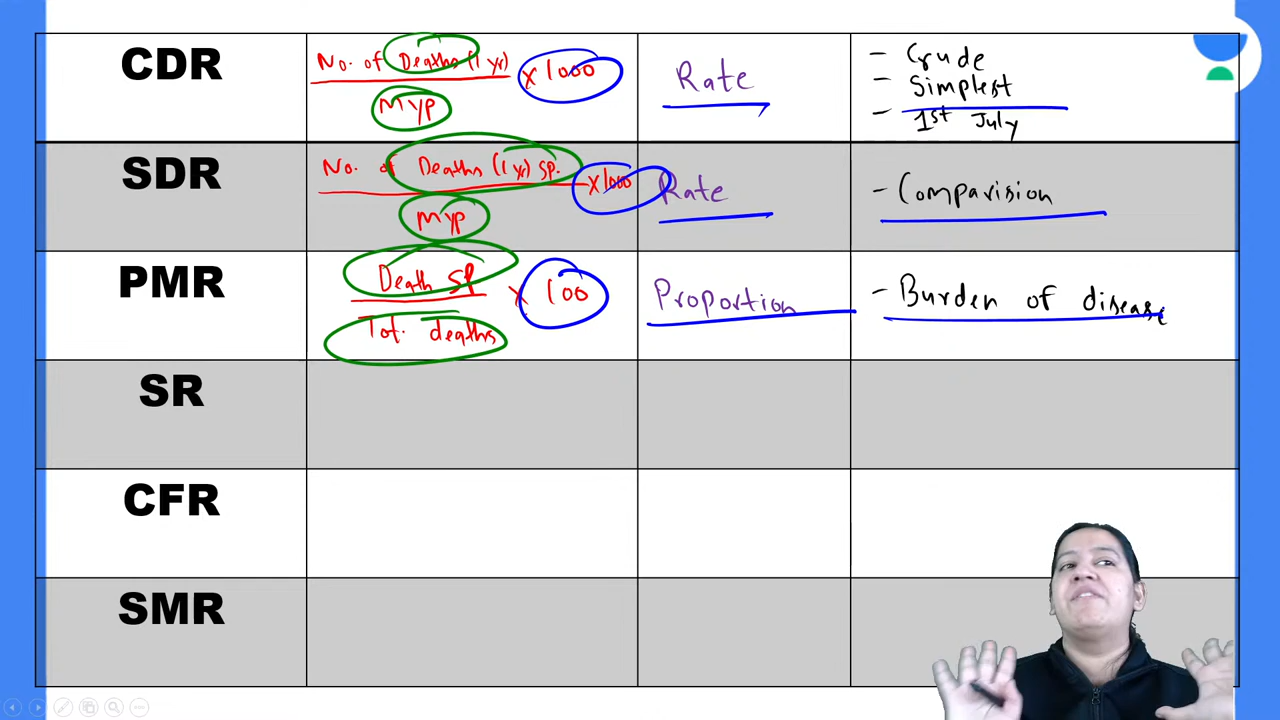 CDR
No. of Deaths (1 yr)
x 1000
MYP
Rate
- Crude
- Simplest
- 1st July
SDR
No. of Deaths (1 yr) sp.
x 1000
MYP
Rate
- Comparision
PMR
Death sp
x 100
Tot. deaths
Proportion
- Burden of disease
SR
CFR
SMR